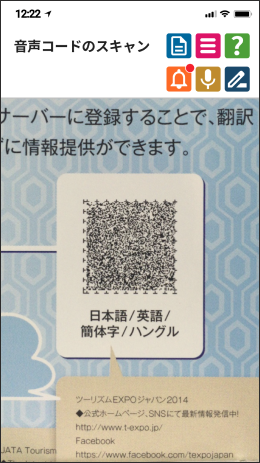 12:22
音声コードのスキャン
サーバーに登録することで、翻訳
ずに情報提供ができます。
日本語/英語/
簡体字/ハングル
ツーリズムEXPOジャパン2014
◆公式ホームページ、SNSにて最新情報発信中!
http://www.t-expo.jp/
Facebook
JATA Tourism
https://www.facebook.com/texpojapan